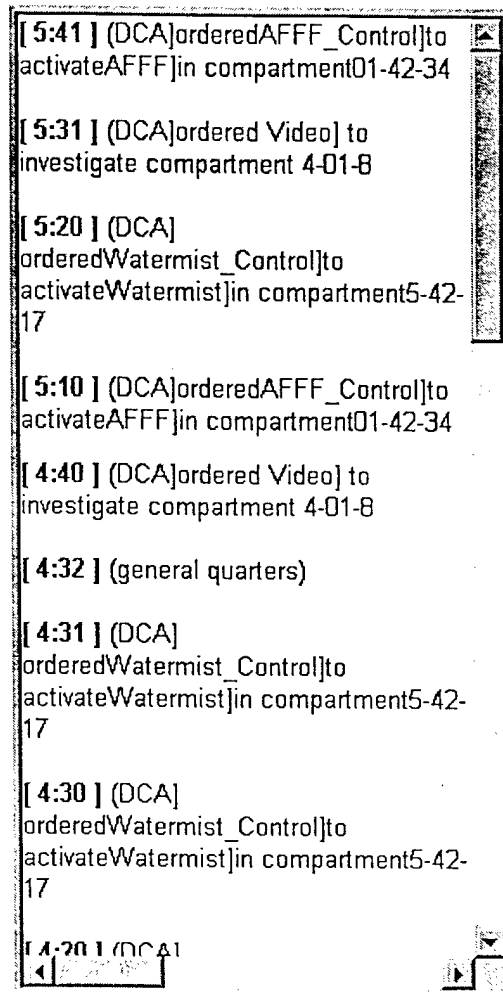 [ 5:41 ] (DCA]orderedAFFF_Control]to
activateAFFF]in compartment01-42-34
[ 5:31 ] (DCA]ordered Video] to
investigate compartment 4-01-8
[ 5:20 ] (DCA]
orderedWatermist_Control]to
activateWatermist]in compartment5-42-
17
[ 5:10 ] (DCA]orderedAFFF_Control]to
activateAFFF]in compartment01-42-34
[ 4:40 ] (DCA]ordered Video] to
investigate compartment 4-01-8
[ 4:32 ] (general quarters)
[ 4:31 ] (DCA]
orderedWatermist_Control]to
activateWatermist]in compartment5-42-
17
[ 4:30 ] (DCA]
orderedWatermist_Control]to
activateWatermist]in compartment5-42-
17
(DCA]